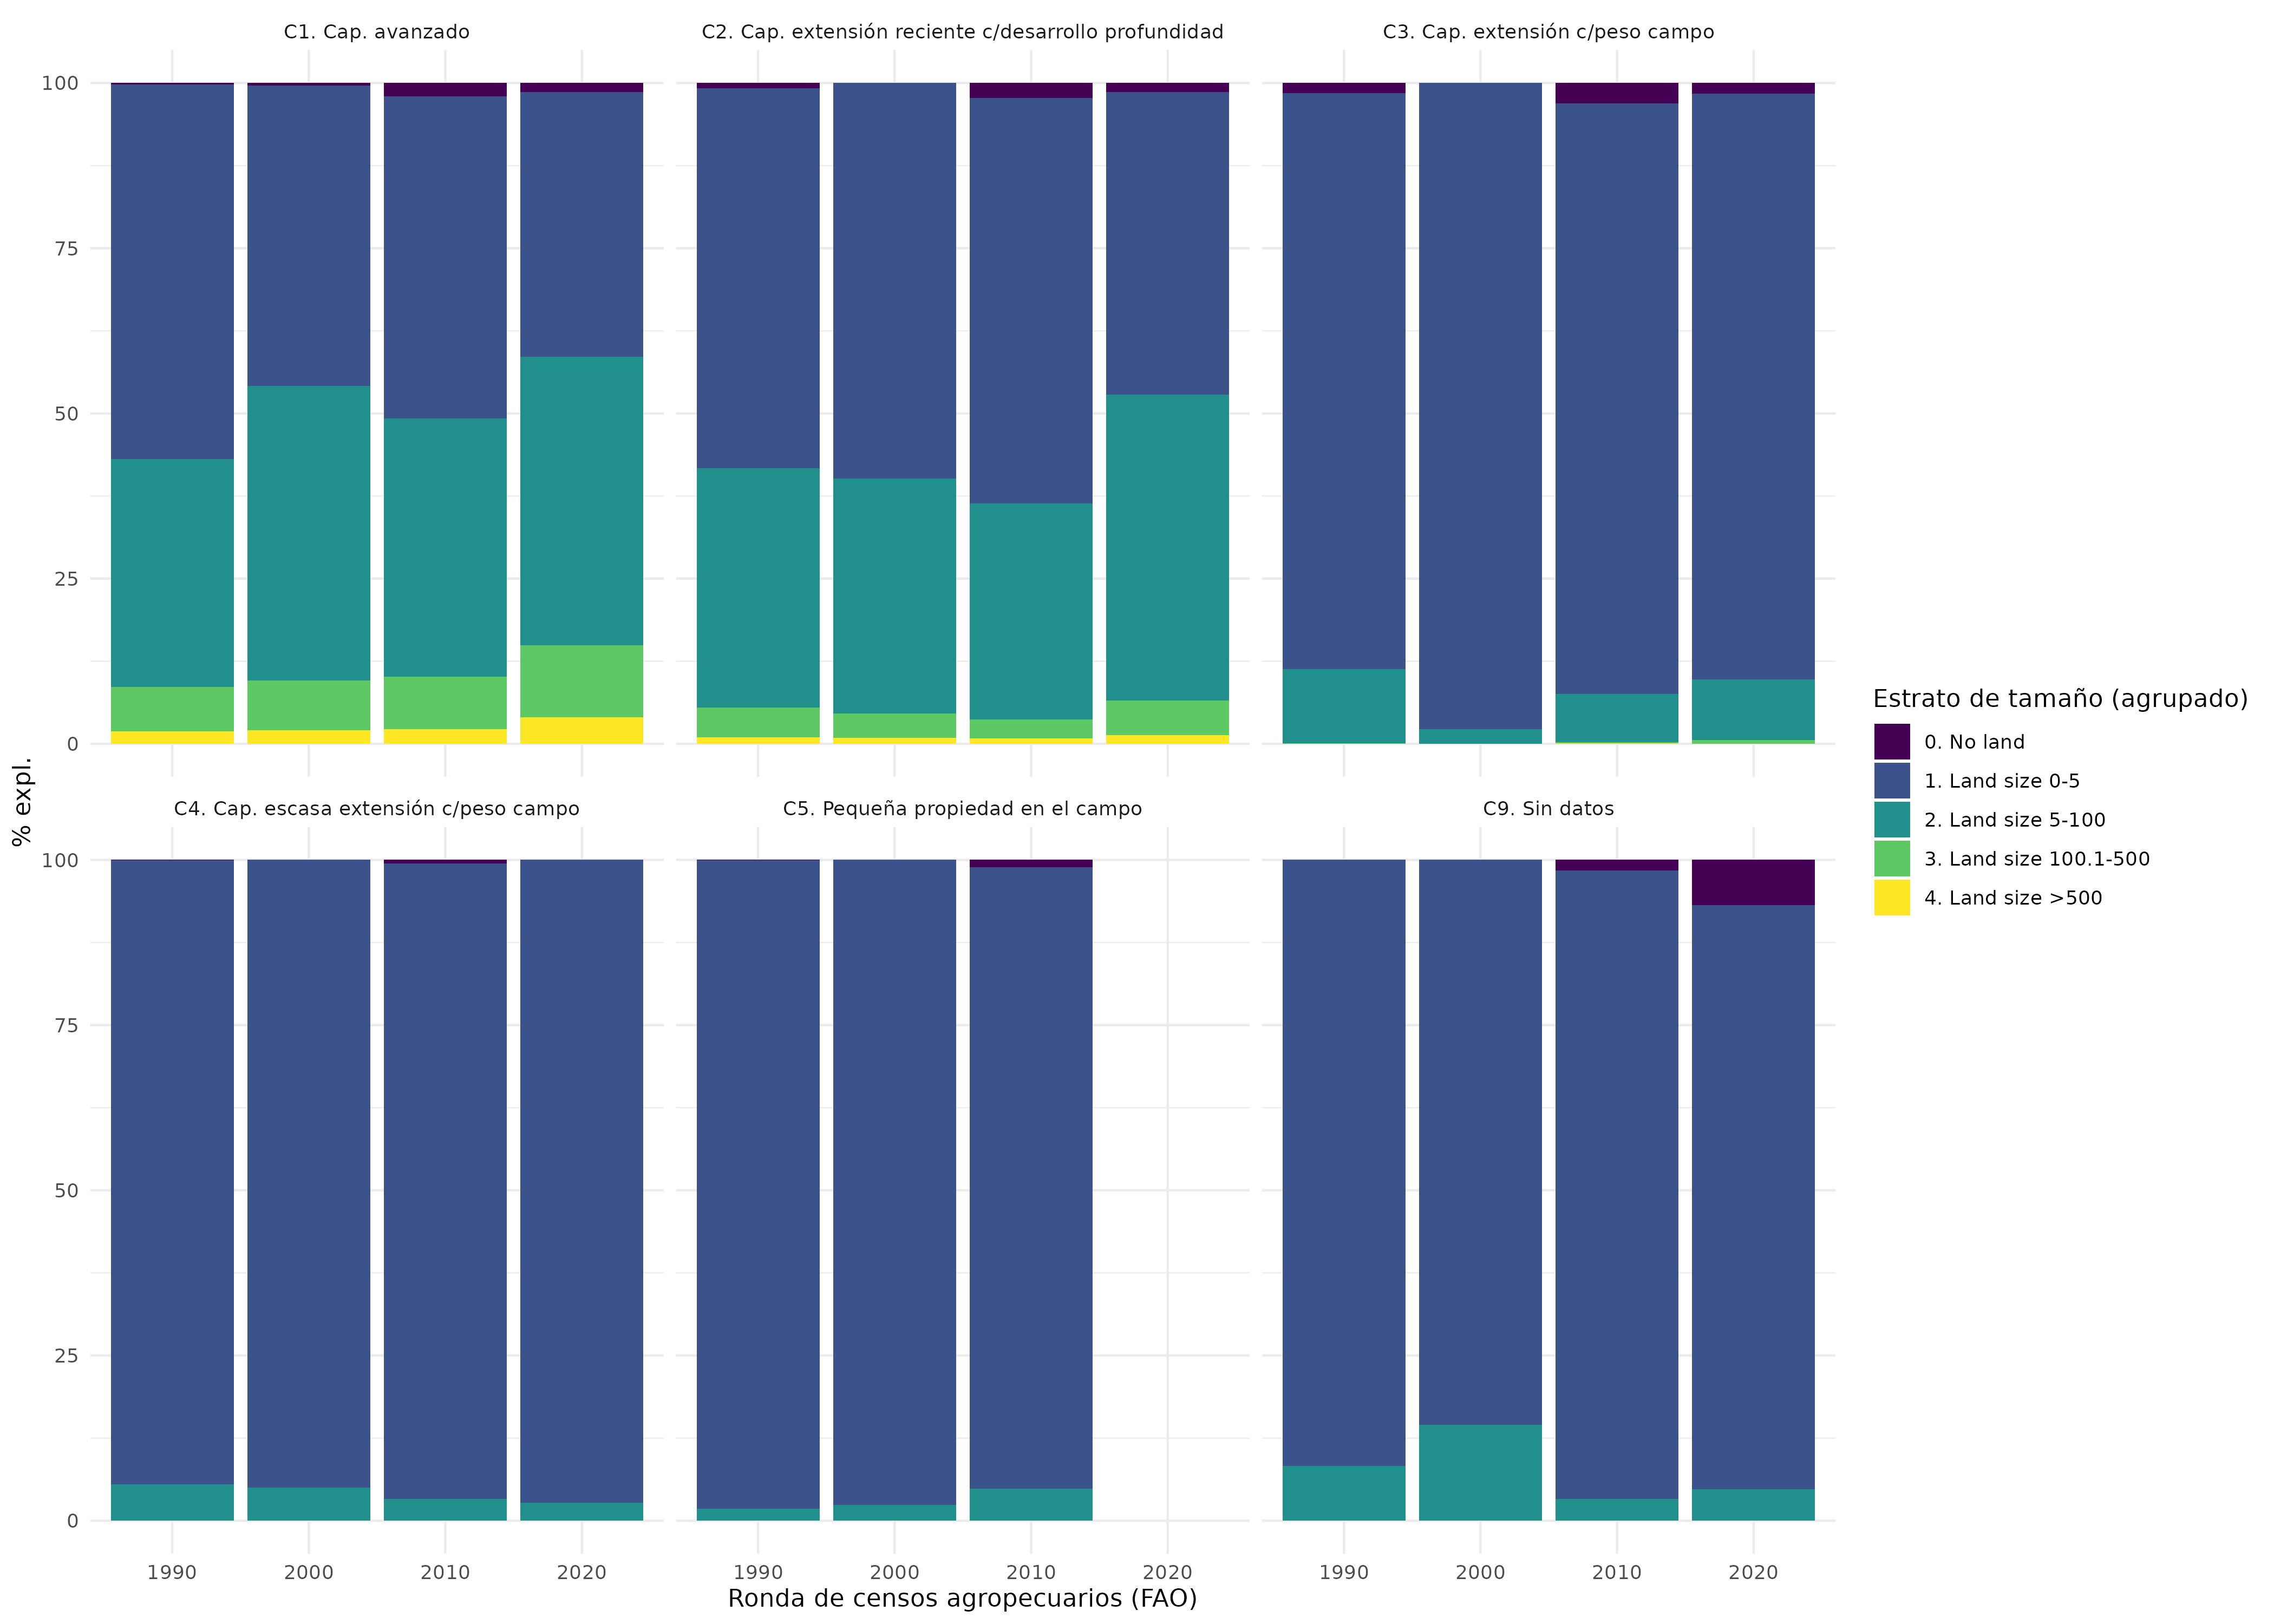 C1. Cap. avanzado
C2. Cap. extensión reciente c/desarrollo profundidad
C3. Cap. extensión c/peso campo
100
75
50
25
0
C4. Cap. escasa extensión c/peso campo
C5. Pequeña propiedad en el campo
C9. Sin datos
100
75
50
25
0
1990
2000
2010
2020
1990
2000
2010
2020
1990
2000
2010
2020
Ronda de censos agropecuarios (FAO)
% expl.
Estrato de tamaño (agrupado)
0. No land
1. Land size 0-5
2. Land size 5-100
3. Land size 100.1-500
4. Land size >500